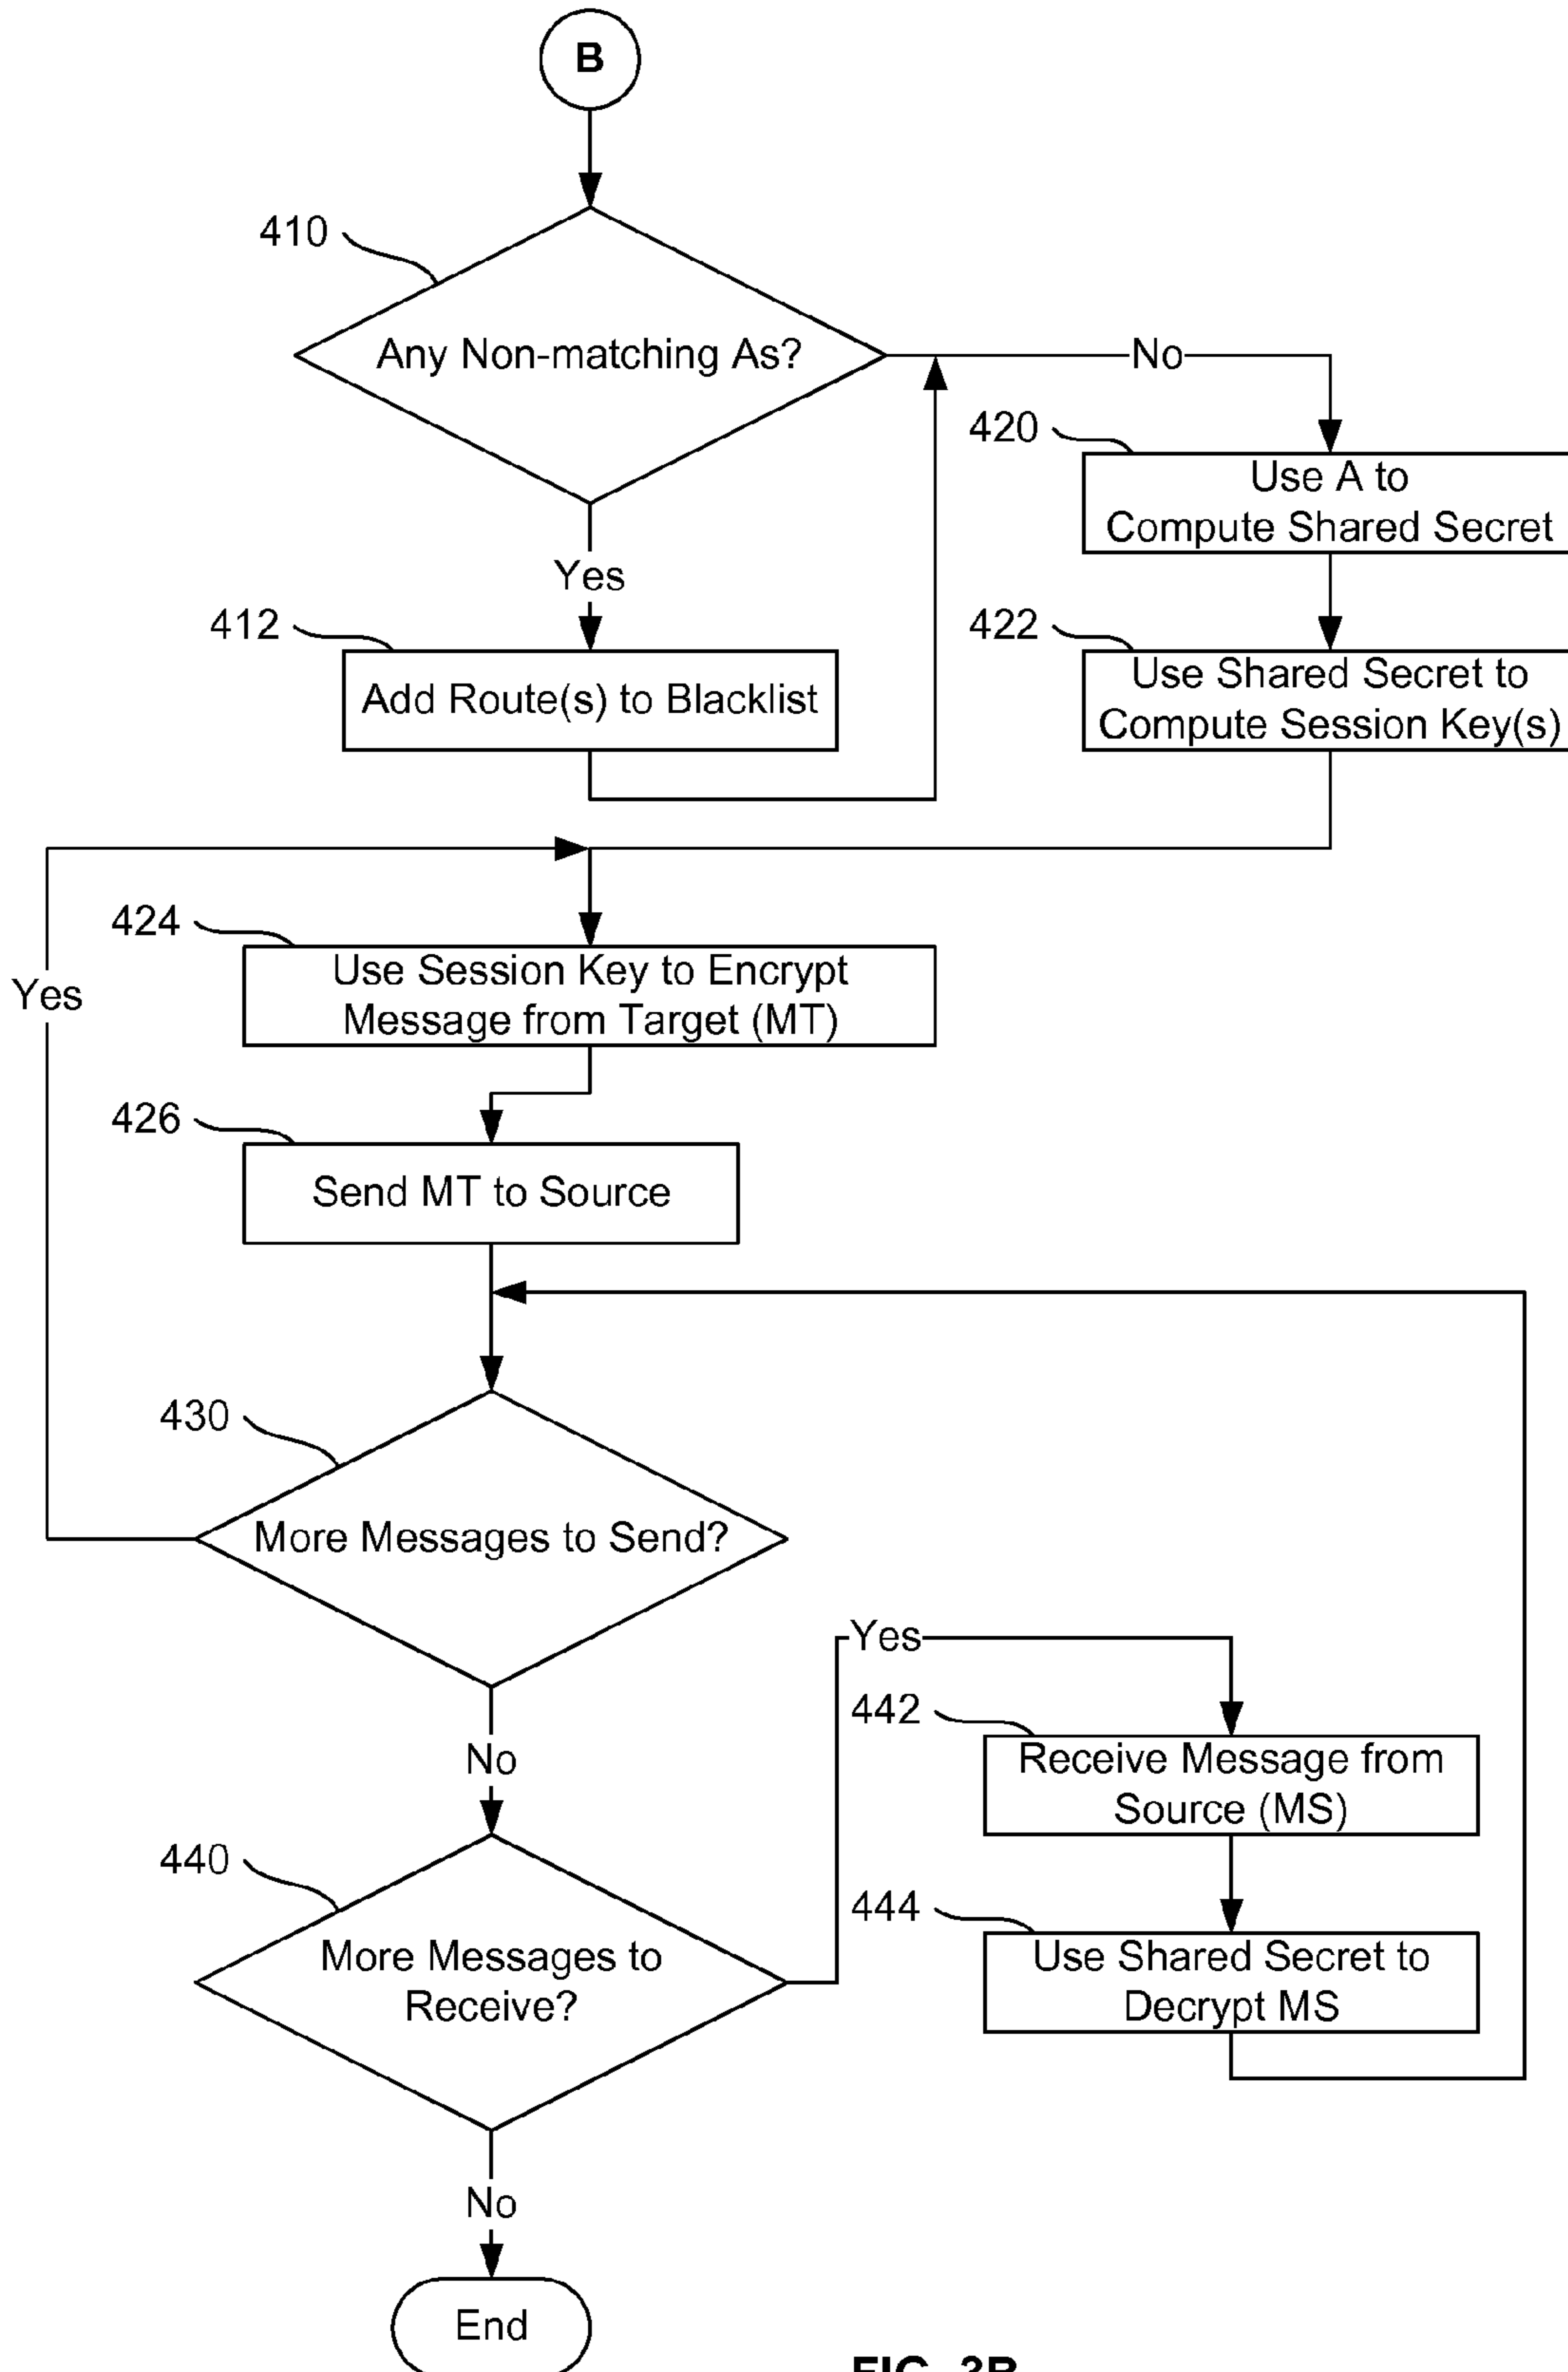 B
410
Any Non-matching As?
No
420
Use A to
Compute Shared Secret
Yes
412
Add Route(s) to Blacklist
422
Use Shared Secret to
Compute Session Key(s)
424
Use Session Key to Encrypt
Message from Target (MT)
Yes
426
Send MT to Source
430
More Messages to Send?
Yes
442
Receive Message from
Source (MS)
No
440
More Messages to
Receive?
444
Use Shared Secret to
Decrypt MS
No
End
FIG. 3B